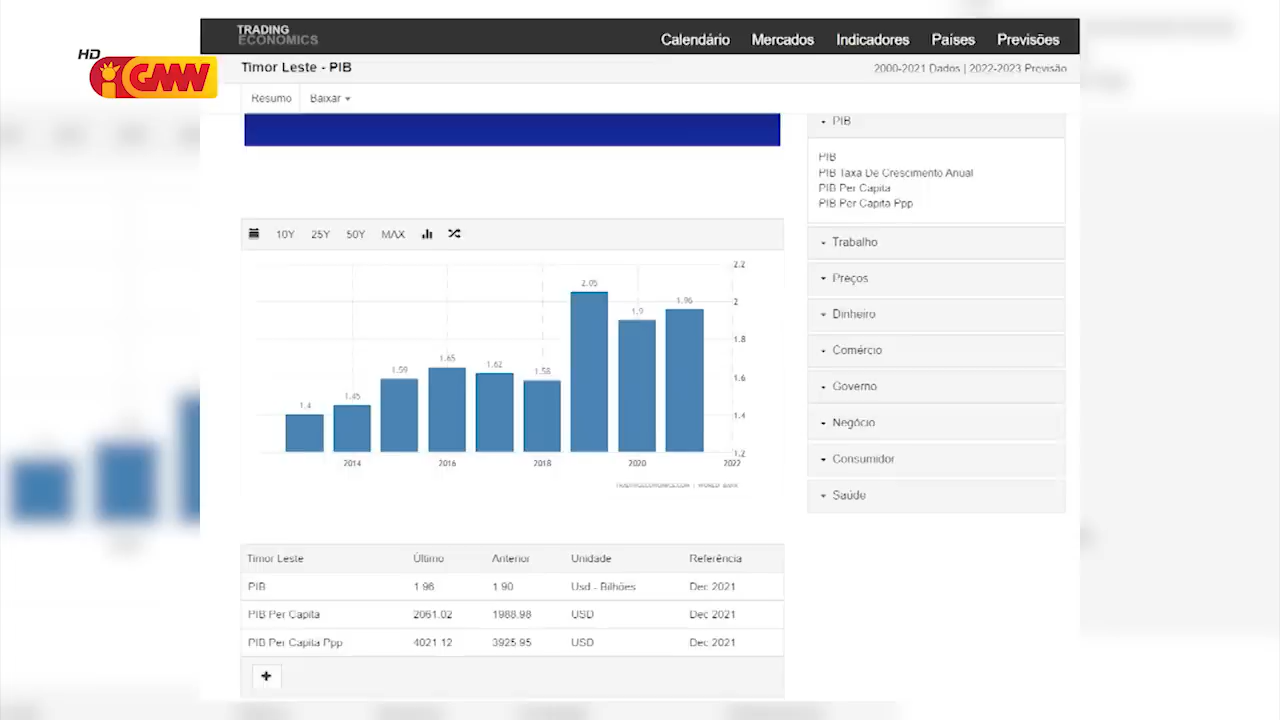 HD
GMN
TRADING
ECONOMICS
Calendário Mercados Indicadores Países Previsões
Timor Leste - PIB
2000-2021 Dados | 2022-2023 Previsão
Resumo Baixar
PIB
PIB
PIB Taxa De Crescimento Anual
PIB Per Capita
PIB Per Capita Ppp
Trabalho
Preços
Dinheiro
Comércio
Governo
Negócio
Consumidor
Saúde
10Y 25Y 50Y MAX
2.2
2
1.8
1.6
1.4
1.2
1.4 1.45 1.59 1.65 1.62 1.58 2.05 1.9 1.96
2014 2016 2018 2020 2022
TRADINGECONOMICS.COM | WORLD BANK
Timor Leste Último Anterior Unidade Referência
PIB 1.96 1.90 Usd - Bilhões Dec 2021
PIB Per Capita 2061.02 1988.98 USD Dec 2021
PIB Per Capita Ppp 4021.12 3925.95 USD Dec 2021
+